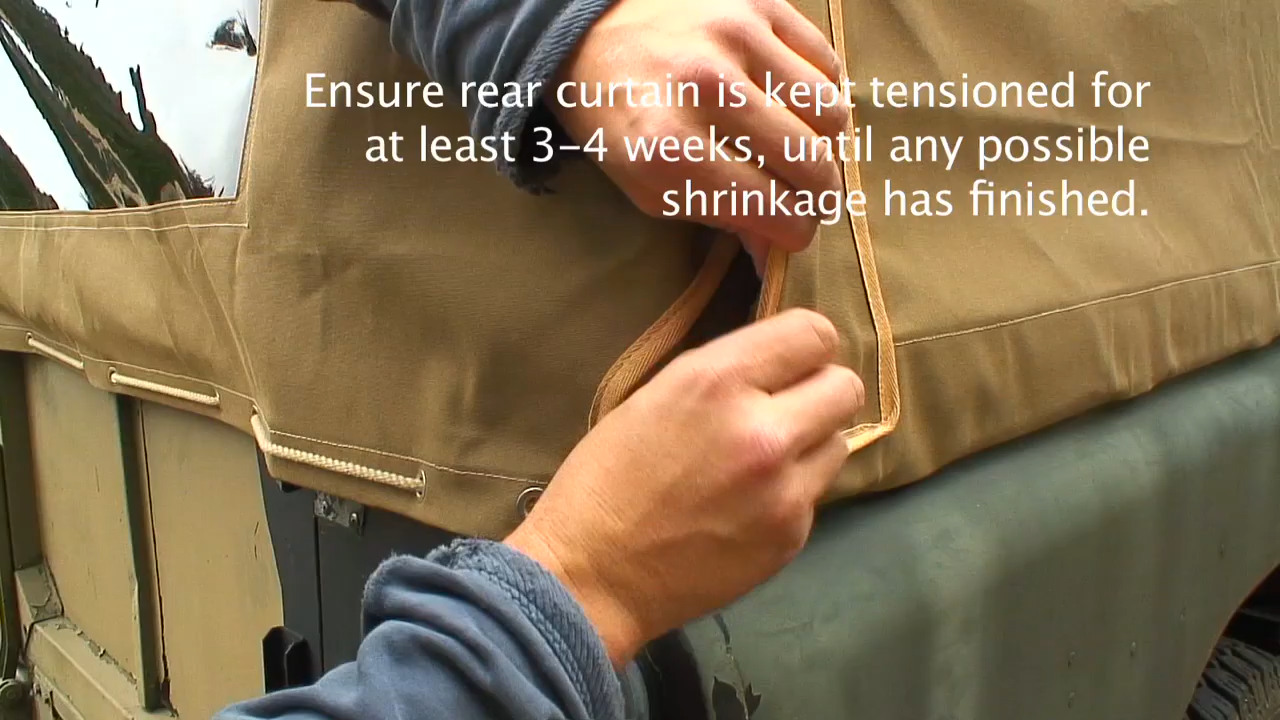 Ensure rear curtain is kept tensioned for
at least 3–4 weeks, until any possible
shrinkage has finished.